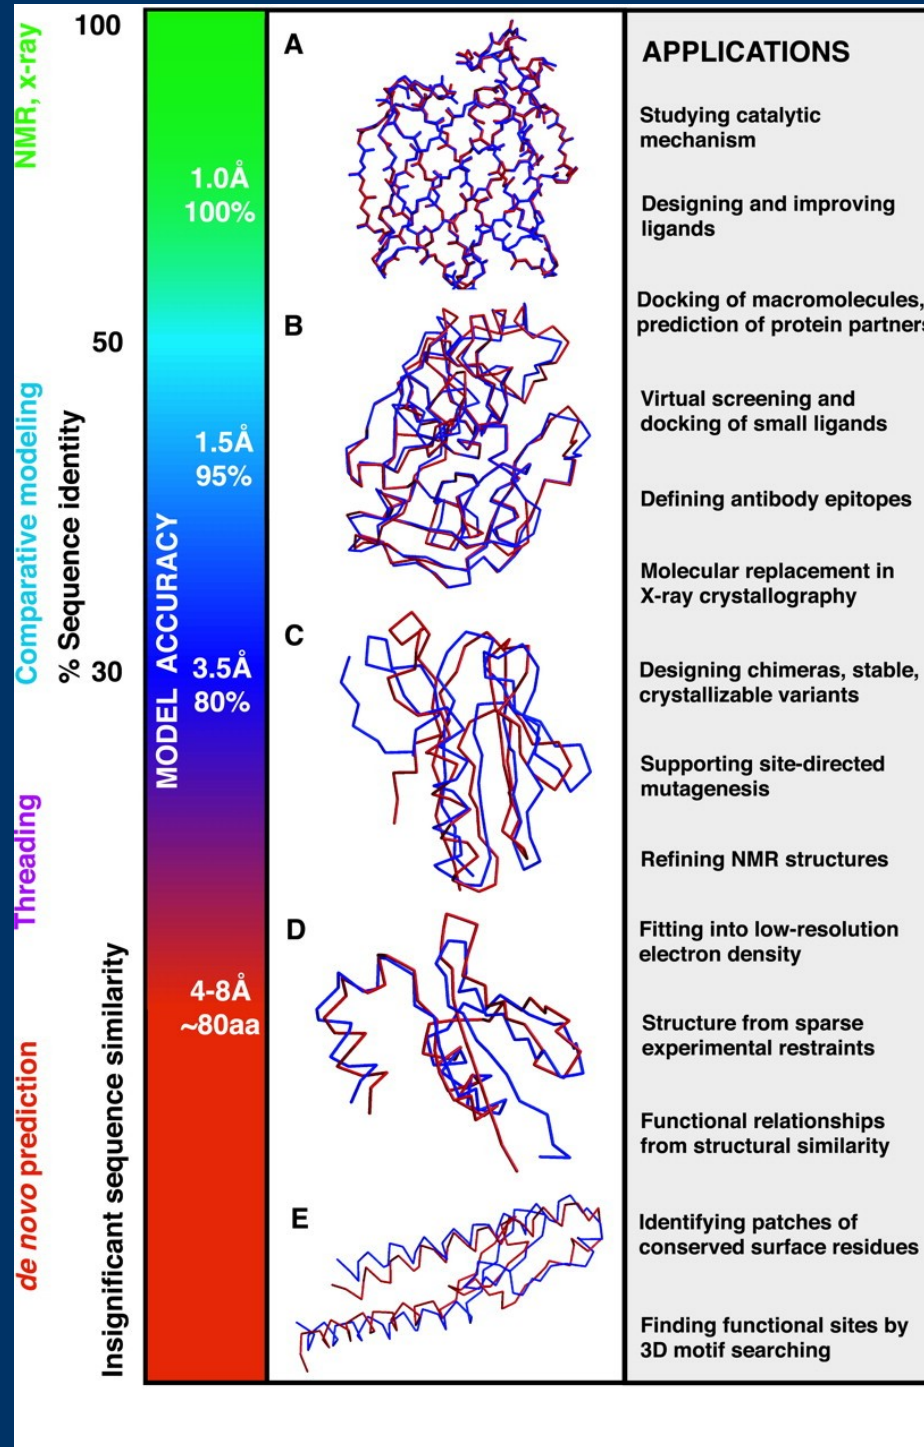 NMR, x-ray
Comparative modeling
Threading
de novo prediction
% Sequence identity
Insignificant sequence similarity
100
50
30
MODEL ACCURACY
1.0Å
100%
1.5Å
95%
3.5Å
80%
4-8Å
~80aa
A
B
C
D
E
APPLICATIONS
Studying catalytic
mechanism
Designing and improving
ligands
Docking of macromolecules,
prediction of protein partners
Virtual screening and
docking of small ligands
Defining antibody epitopes
Molecular replacement in
X-ray crystallography
Designing chimeras, stable,
crystallizable variants
Supporting site-directed
mutagenesis
Refining NMR structures
Fitting into low-resolution
electron density
Structure from sparse
experimental restraints
Functional relationships
from structural similarity
Identifying patches of
conserved surface residues
Finding functional sites by
3D motif searching